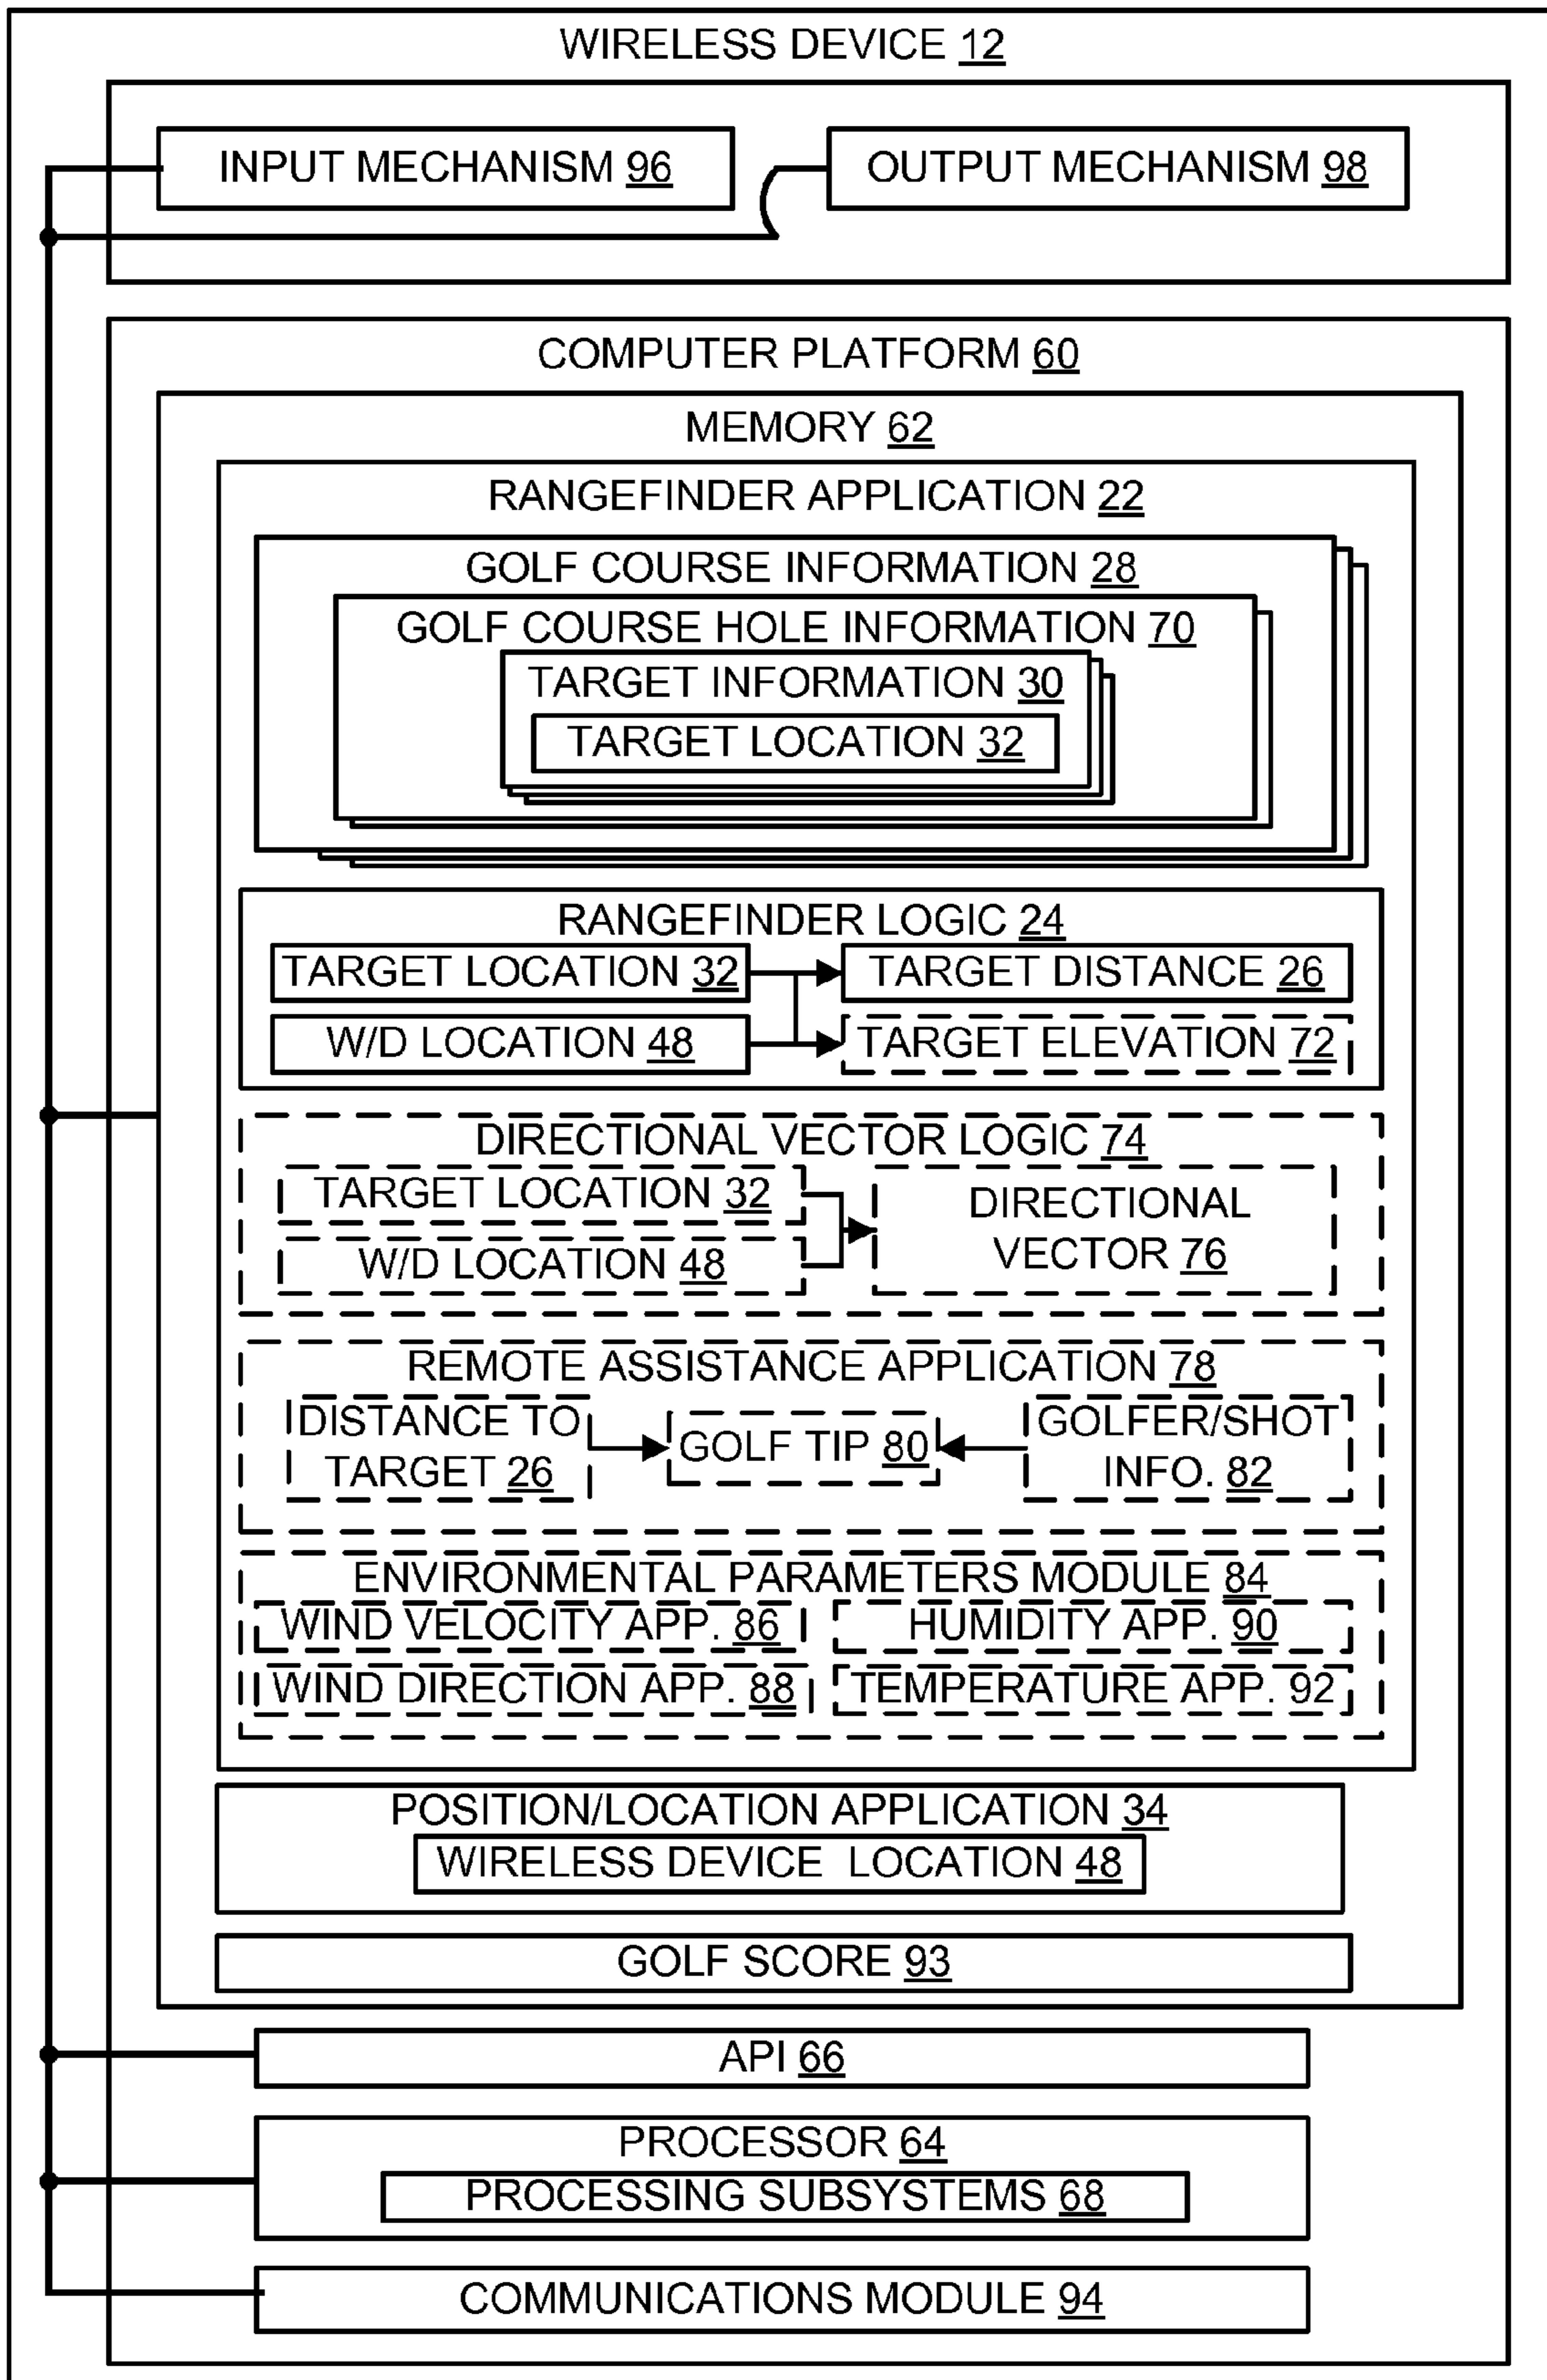 WIRELESS DEVICE 12
INPUT MECHANISM 96
OUTPUT MECHANISM 98
COMPUTER PLATFORM 60
MEMORY 62
RANGEFINDER APPLICATION 22
GOLF COURSE INFORMATION 28
GOLF COURSE HOLE INFORMATION 70
TARGET INFORMATION 30
TARGET LOCATION 32
RANGEFINDER LOGIC 24
TARGET LOCATION 32
TARGET DISTANCE 26
W/D LOCATION 48
TARGET ELEVATION 72
DIRECTIONAL VECTOR LOGIC 74
TARGET LOCATION 32
W/D LOCATION 48
DIRECTIONAL
VECTOR 76
REMOTE ASSISTANCE APPLICATION 78
DISTANCE TO
TARGET 26
GOLF TIP 80
GOLFER/SHOT
INFO. 82
ENVIRONMENTAL PARAMETERS MODULE 84
WIND VELOCITY APP. 86
HUMIDITY APP. 90
WIND DIRECTION APP. 88
TEMPERATURE APP. 92
POSITION/LOCATION APPLICATION 34
WIRELESS DEVICE LOCATION 48
GOLF SCORE 93
API 66
PROCESSOR 64
PROCESSING SUBSYSTEMS 68
COMMUNICATIONS MODULE 94